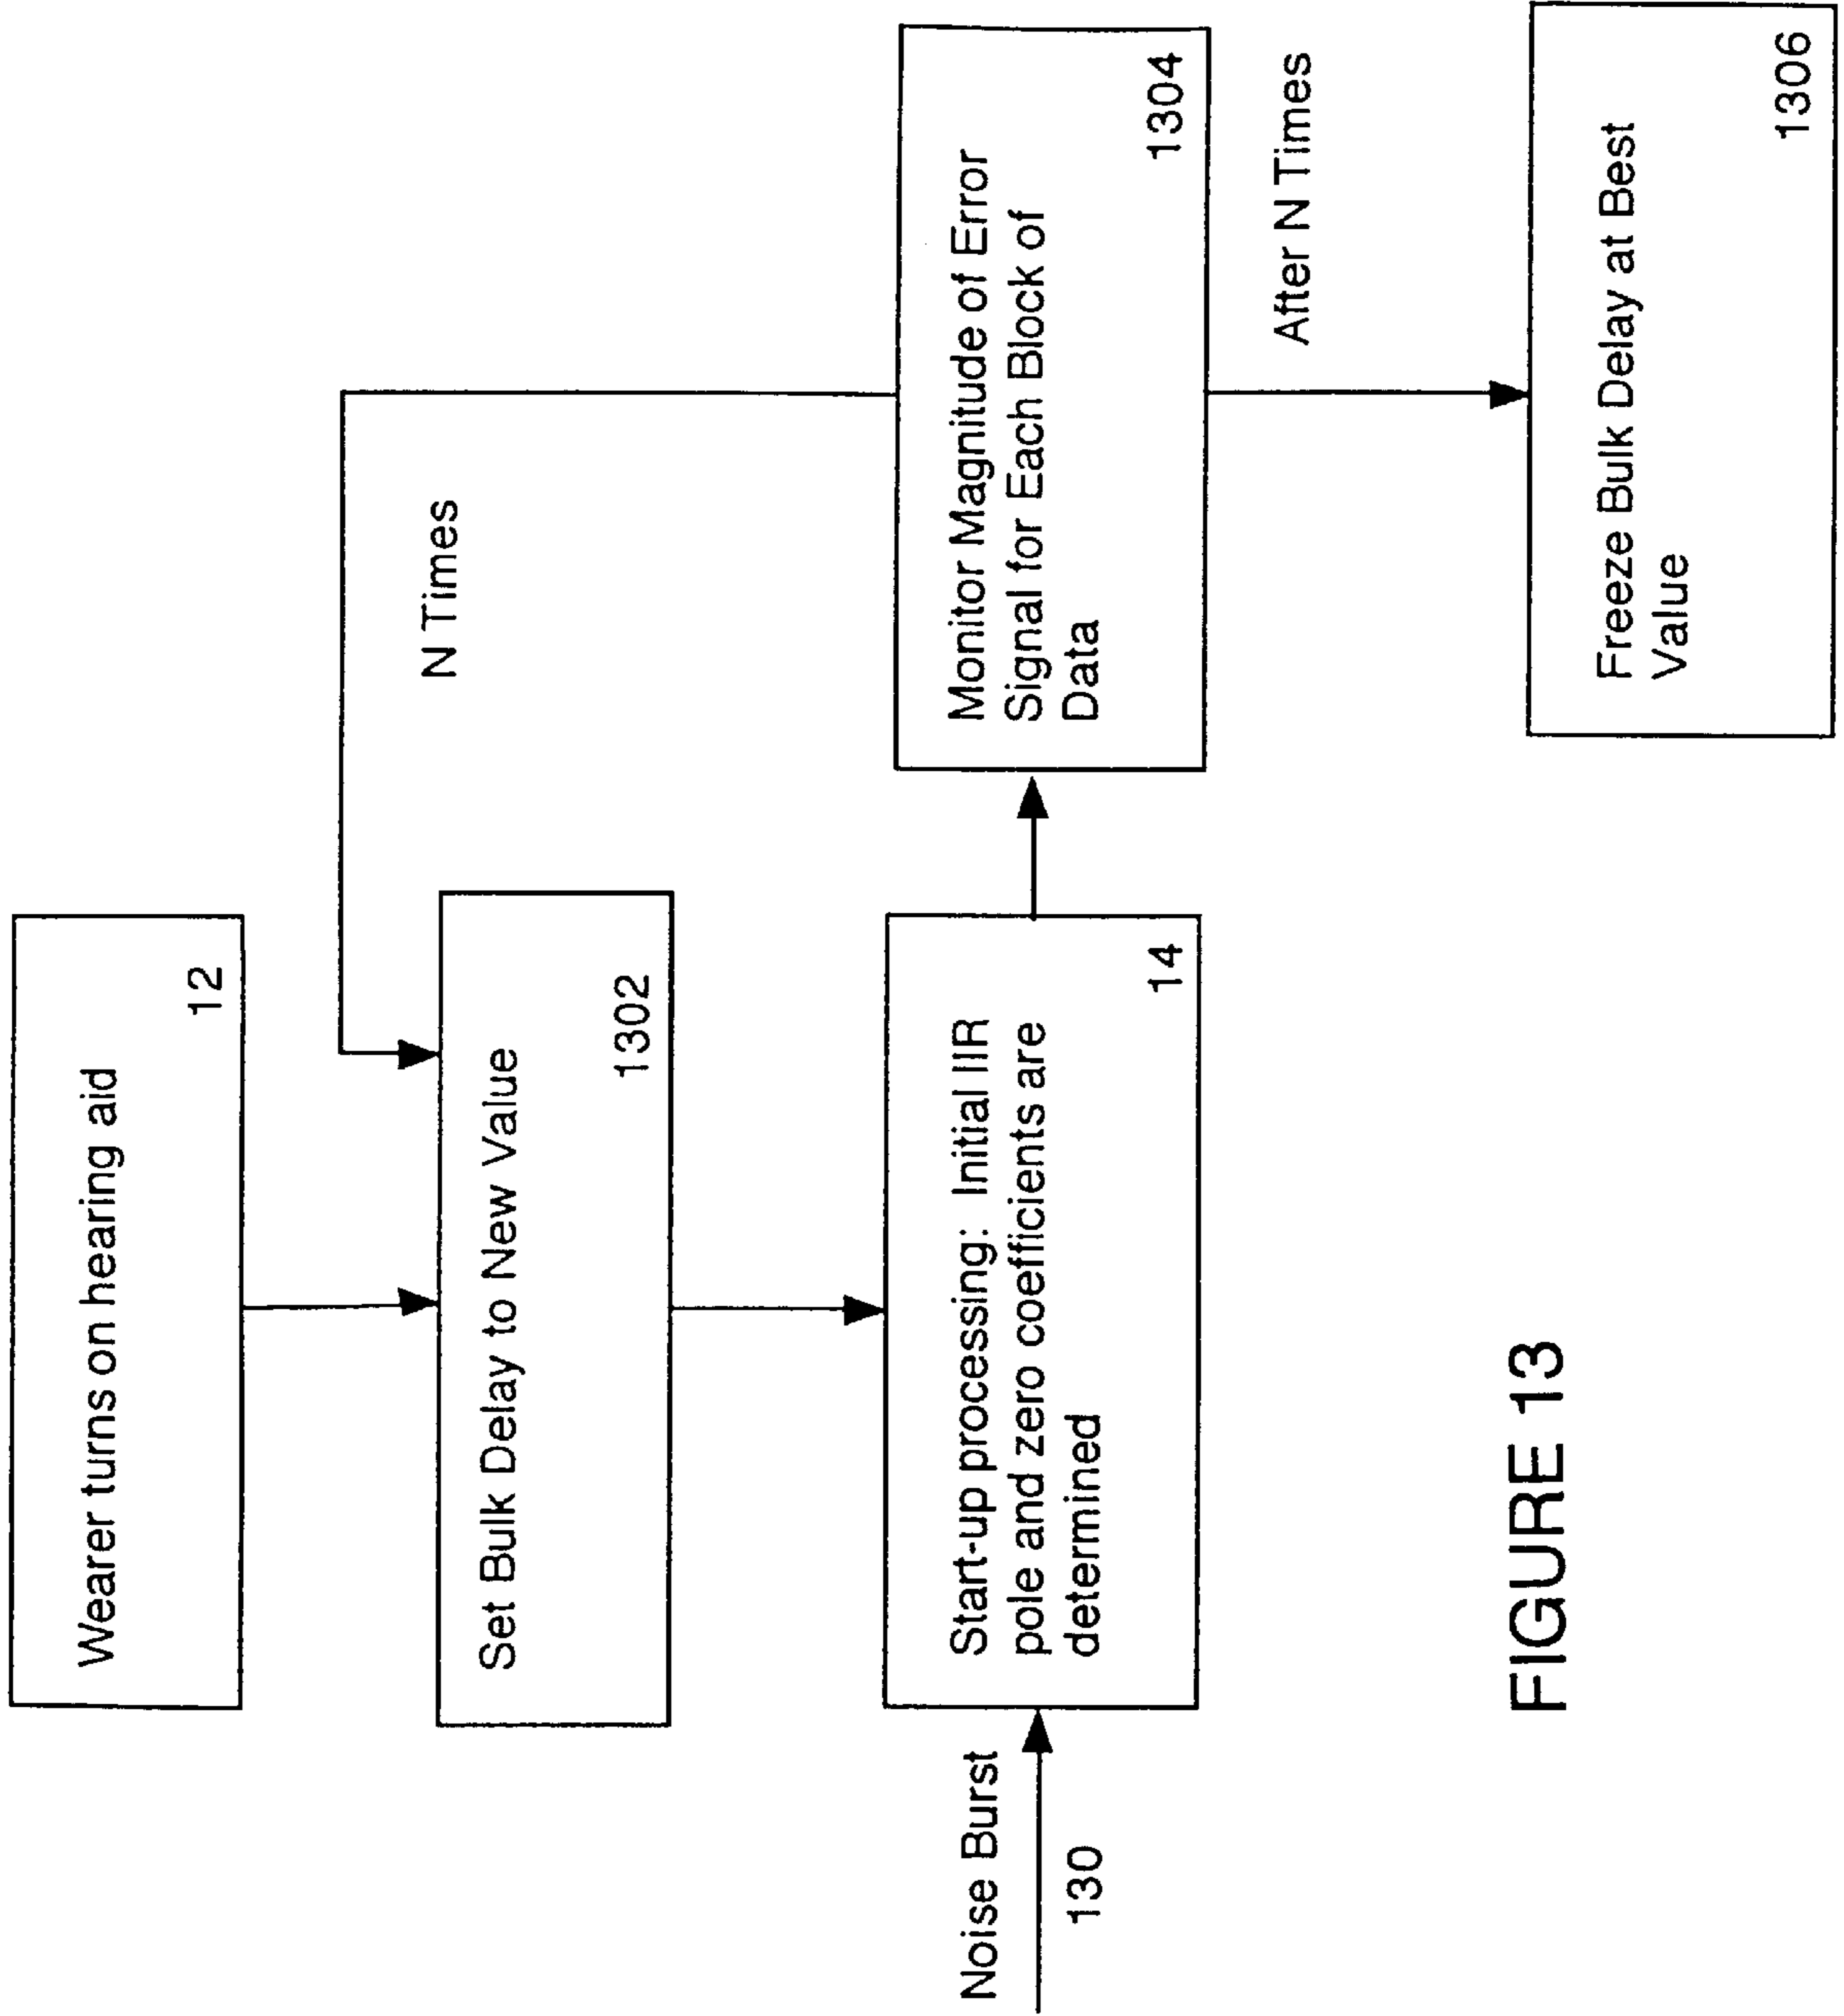 Wearer turns on hearing aid
12
N Times
Set Bulk Delay to New Value
1302
Noise Burst
130
Start-up processing: Initial IIR
pole and zero coefficients are
determined
14
Monitor Magnitude of Error
Signal for Each Block of
Data
1304
After N Times
Freeze Bulk Delay at Best
Value
1306
FIGURE 13